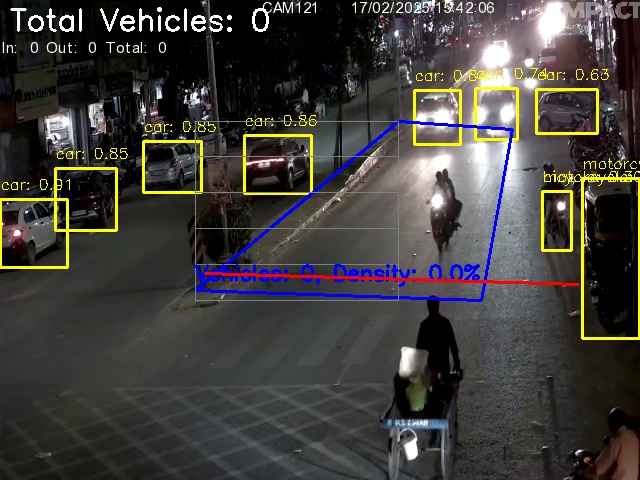 Total Vehicles: 0
CAM121
17/02/2025 15:42:06
In: 0 Out: 0 Total: 0
car: 0.74
car: 0.63
car: 0.86
car: 0.85
car: 0.85
car: 0.91
Vehicles: 0, Density: 0.0%